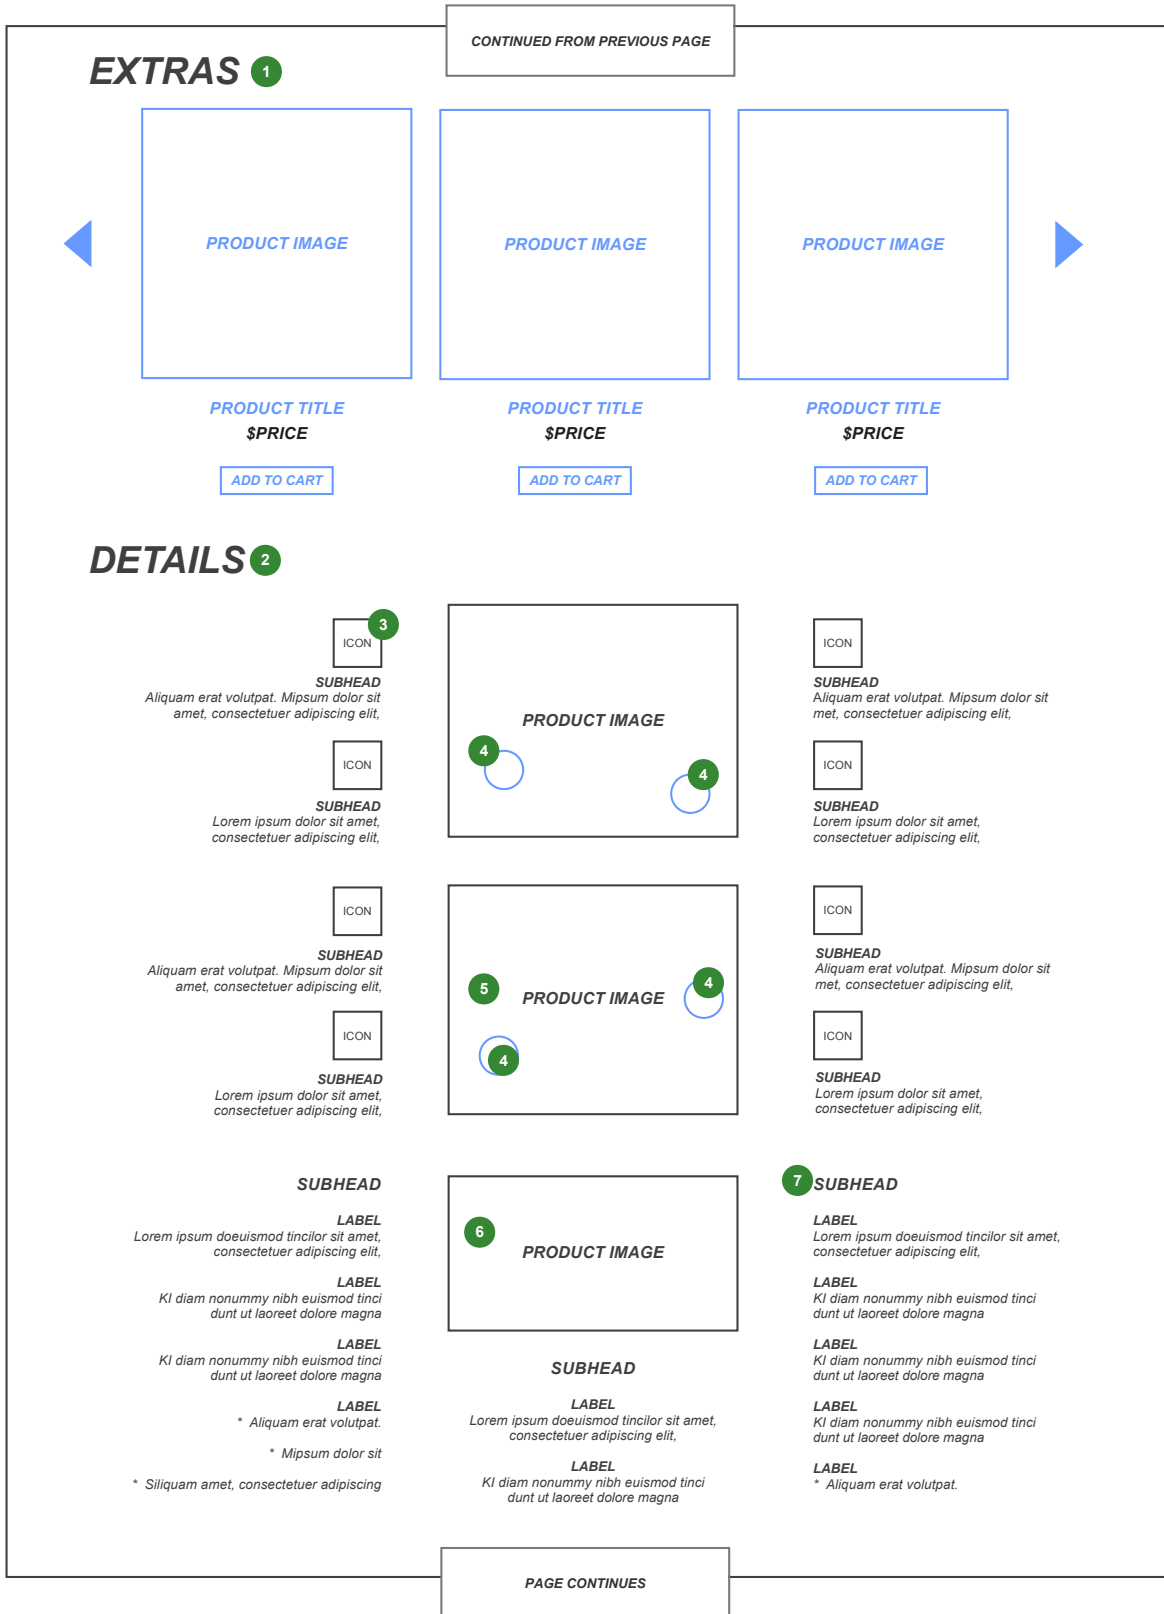 CONTINUED FROM PREVIOUS PAGE
EXTRAS 1
PRODUCT IMAGE
PRODUCT IMAGE
PRODUCT IMAGE
PRODUCT TITLE
$PRICE
ADD TO CART
PRODUCT TITLE
$PRICE
ADD TO CART
PRODUCT TITLE
$PRICE
ADD TO CART
DETAILS 2
ICON
3
SUBHEAD
Aliquam erat volutpat. Mipsum dolor sit
amet, consectetuer adipiscing elit,
ICON
SUBHEAD
Lorem ipsum dolor sit amet,
consectetuer adipiscing elit,
PRODUCT IMAGE
4
4
ICON
SUBHEAD
Aliquam erat volutpat. Mipsum dolor sit
met, consectetuer adipiscing elit,
ICON
SUBHEAD
Lorem ipsum dolor sit amet,
consectetuer adipiscing elit,
ICON
SUBHEAD
Aliquam erat volutpat. Mipsum dolor sit
amet, consectetuer adipiscing elit,
ICON
SUBHEAD
Lorem ipsum dolor sit amet,
consectetuer adipiscing elit,
4
5
PRODUCT IMAGE
4
ICON
SUBHEAD
Aliquam erat volutpat. Mipsum dolor sit
met, consectetuer adipiscing elit,
ICON
SUBHEAD
Lorem ipsum dolor sit amet,
consectetuer adipiscing elit,
SUBHEAD
LABEL
Lorem ipsum doeuismod tincilor sit amet,
consectetuer adipiscing elit,
LABEL
KI diam nonummy nibh euismod tinci
dunt ut laoreet dolore magna
LABEL
KI diam nonummy nibh euismod tinci
dunt ut laoreet dolore magna
LABEL
* Aliquam erat volutpat.
* Mipsum dolor sit
* Siliquam amet, consectetuer adipiscing
6
PRODUCT IMAGE
SUBHEAD
LABEL
Lorem ipsum doeuismod tincilor sit amet,
consectetuer adipiscing elit,
LABEL
KI diam nonummy nibh euismod tinci
dunt ut laoreet dolore magna
7 SUBHEAD
LABEL
Lorem ipsum doeuismod tincilor sit amet,
consectetuer adipiscing elit,
LABEL
KI diam nonummy nibh euismod tinci
dunt ut laoreet dolore magna
LABEL
KI diam nonummy nibh euismod tinci
dunt ut laoreet dolore magna
LABEL
KI diam nonummy nibh euismod tinci
dunt ut laoreet dolore magna
LABEL
* Aliquam erat volutpat.
PAGE CONTINUES